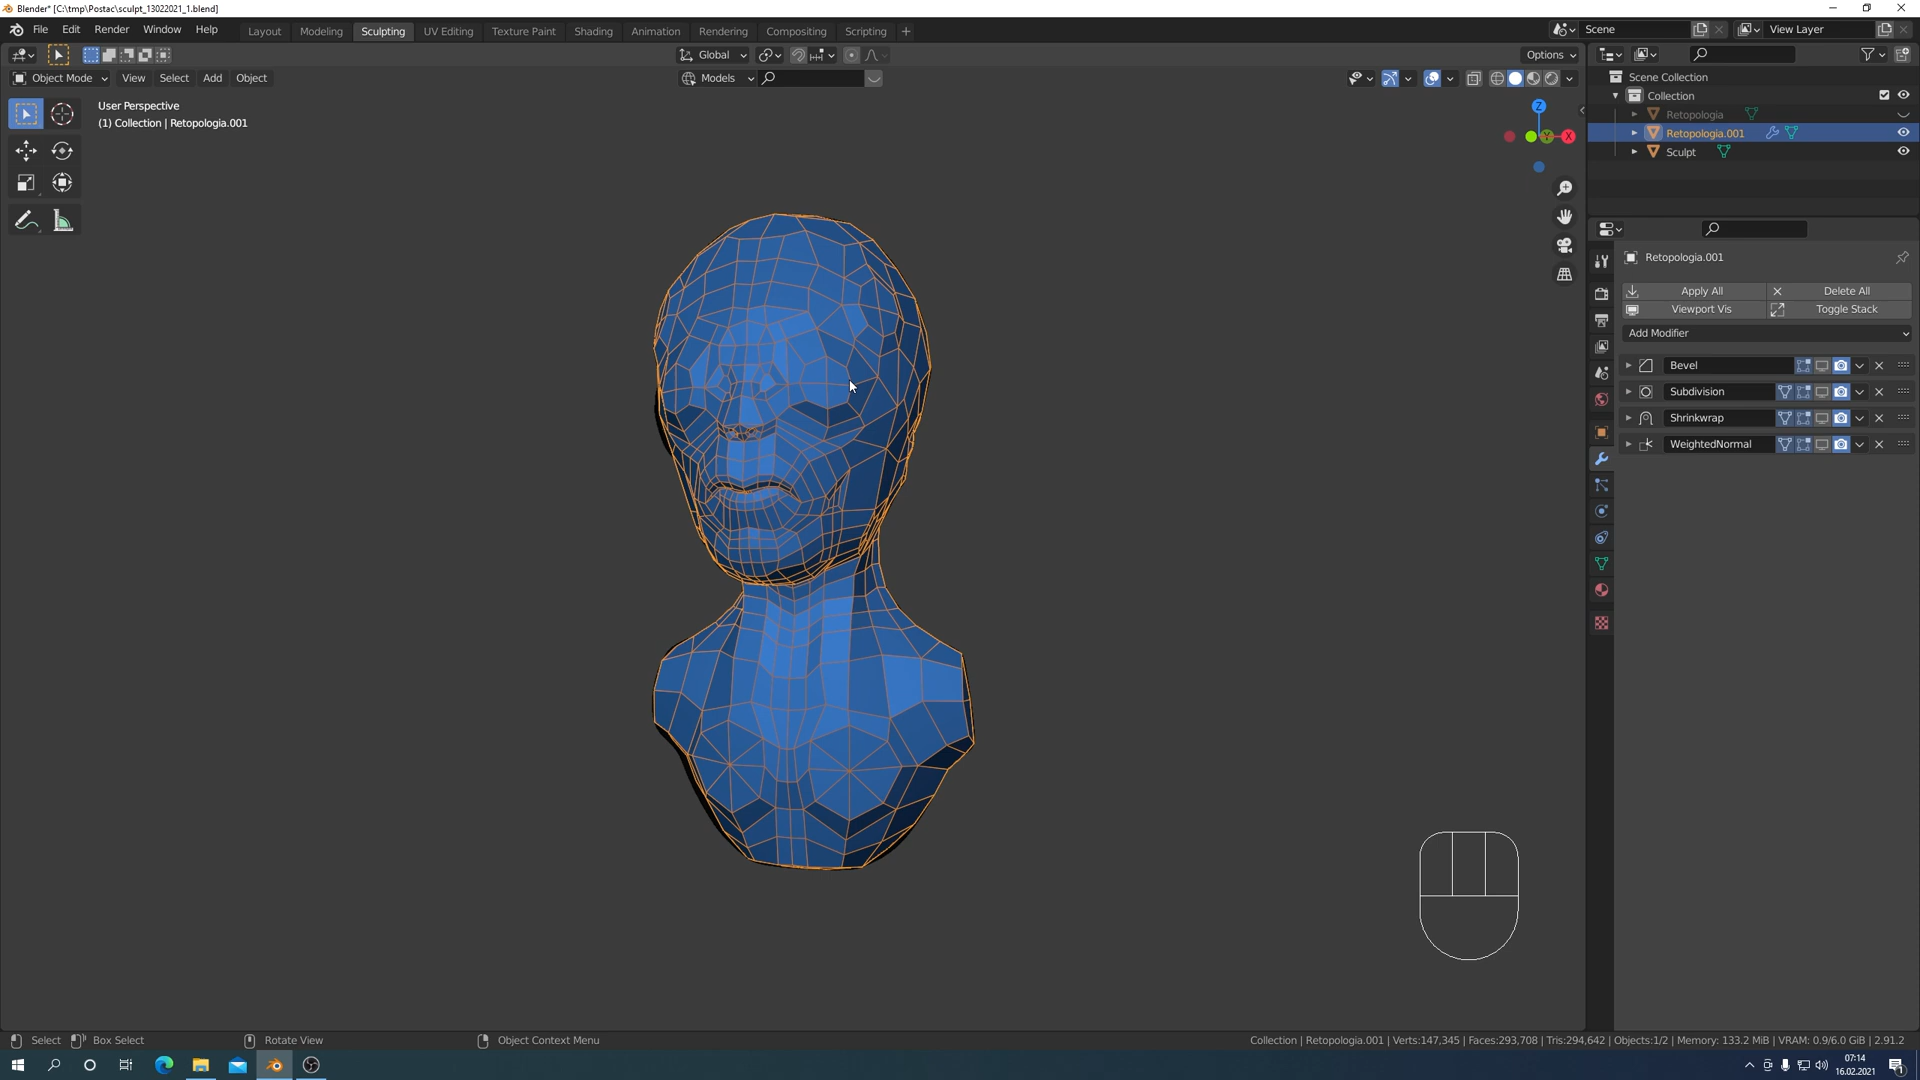 Blender* [C:\tmp\Postac\sculpt_13022021_1.blend]
File Edit Render Window Help Layout Modeling Sculpting UV Editing Texture Paint Shading Animation Rendering Compositing Scripting + Scene View Layer
Global Options
Object Mode View Select Add Object Models
User Perspective
(1) Collection | Retopologia.001
Z
Y
X
Scene Collection
Collection
Retopologia
Retopologia.001
Sculpt
Retopologia.001
Apply All Delete All
Viewport Vis Toggle Stack
Add Modifier
Bevel
Subdivision
Shrinkwrap
WeightedNormal
Select Box Select Rotate View Object Context Menu Collection | Retopologia.001 | Verts:147,345 | Faces:293,708 | Tris:294,642 | Objects:1/2 | Memory: 133.2 MiB | VRAM: 0.9/6.0 GiB | 2.91.2
07:14
16.02.2021